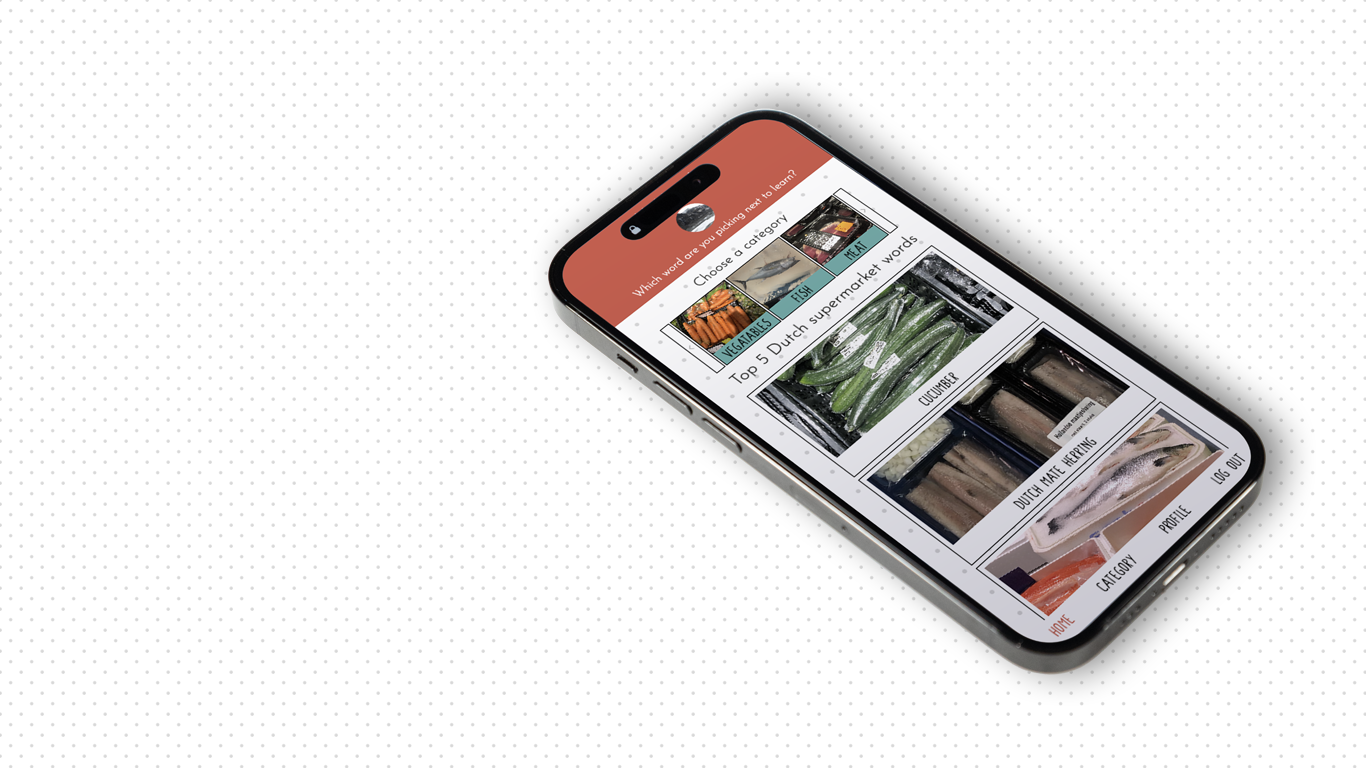 Which word are you picking next to learn?
Choose a category
VEGATABLES
FISH
MEAT
Top 5 Dutch supermarket words
CUCUMBER
DUTCH MATE HERRING
HOME
CATEGORY
PROFILE
LOG OUT